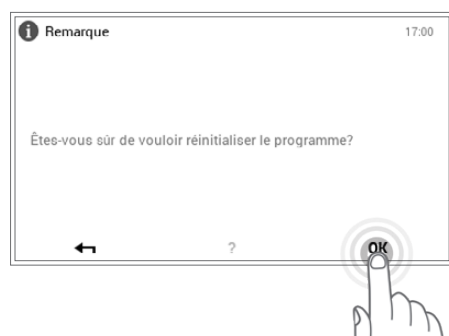 i Remarque 17:00
Êtes-vous sûr de vouloir réinitialiser le programme?
? OK